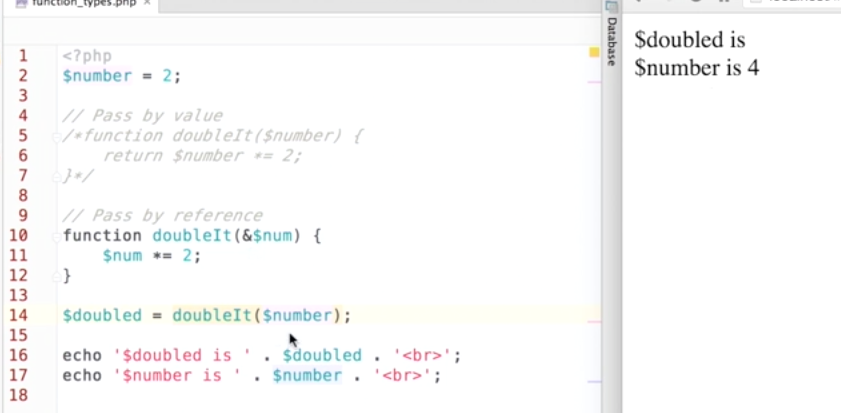 function_types.php ×
1 <?php
2 $number = 2;
3
4 // Pass by value
5 /*function doubleIt($number) {
6 return $number *= 2;
7 }*/
8
9 // Pass by reference
10 function doubleIt(&$num) {
11 $num *= 2;
12 }
13
14 $doubled = doubleIt($number);
15
16 echo '$doubled is ' . $doubled . '<br>';
17 echo '$number is ' . $number . '<br>';
18
Database
$doubled is
$number is 4